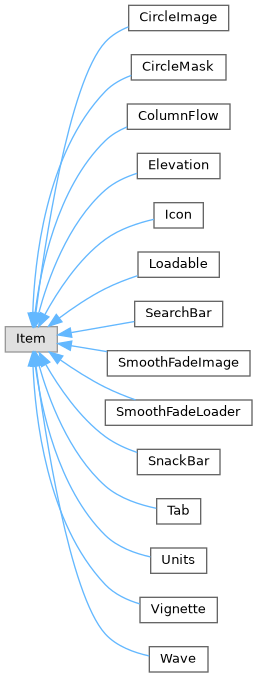 CircleImage
CircleMask
ColumnFlow
Elevation
Icon
Loadable
SearchBar
Item
SmoothFadeImage
SmoothFadeLoader
SnackBar
Tab
Units
Vignette
Wave